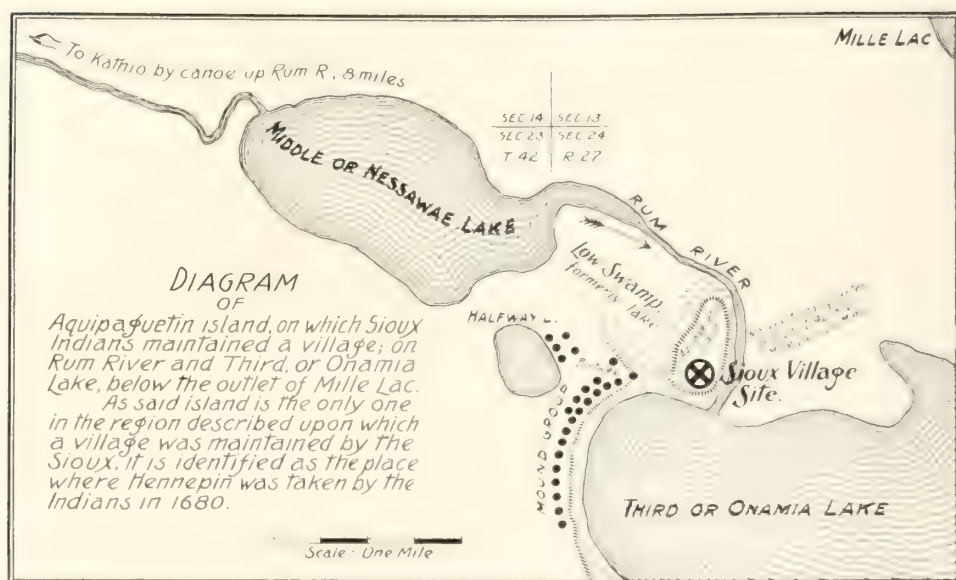 MILLE LAC
To Kathio by canoe up Rum R, 8 miles
SEC 14 SEC 13
SEC 23 SEC 24
T 42 R 27
MIDDLE OR NESSAWAE LAKE
RUM RIVER
Low Swamp,
formerly lake
DIAGRAM
OF
Aquipaguetin island, on which Sioux
Indians maintained a village; on
Rum River and Third, or Onamia
Lake, below the outlet of Mille Lac.
As said island is the only one
in the region described upon which
a village was maintained by the
Sioux, it is identified as the place
where Hennepin was taken by the
Indians in 1680.
HALFWAY L.
MOUND GROUP
Sioux Village
Site.
THIRD OR ONAMIA LAKE
Scale - One Mile